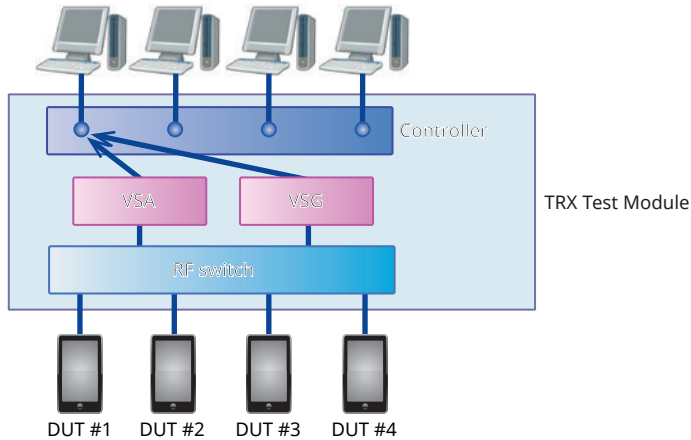 Controller
VSA
VSG
TRX Test Module
RF switch
DUT #1
DUT #2
DUT #3
DUT #4